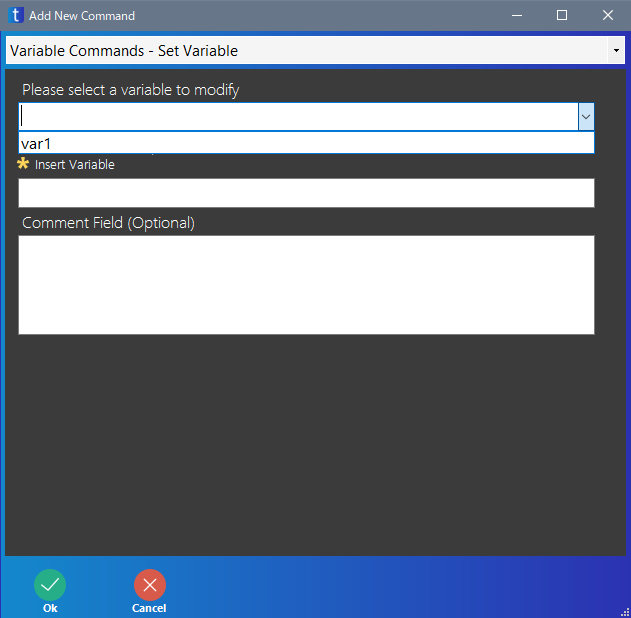 t Add New Command
Variable Commands - Set Variable
Please select a variable to modify
var1
* Insert Variable
Comment Field (Optional)
Ok
Cancel